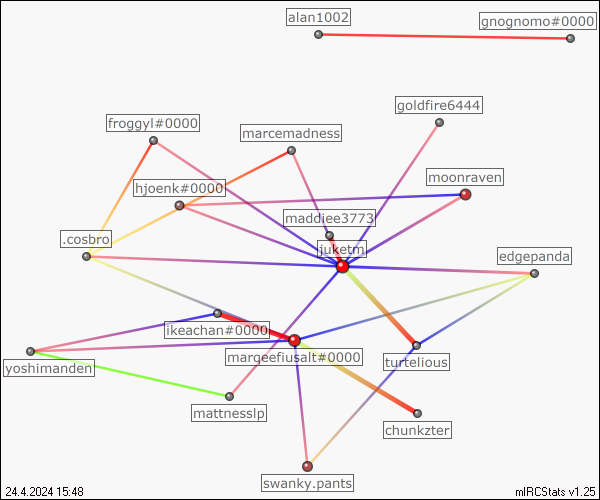 alan1002
gnognomo#0000
goldfire6444
froggyl#0000
marcemadness
moonraven
hjoenk#0000
maddiee3773
juketm
.cosbro
edgepanda
ikeachan#0000
marqeefiusalt#0000
turtelious
yoshimanden
mattnesslp
chunkzter
swanky.pants
24.4.2024 15:48
mIRCStats v1.25